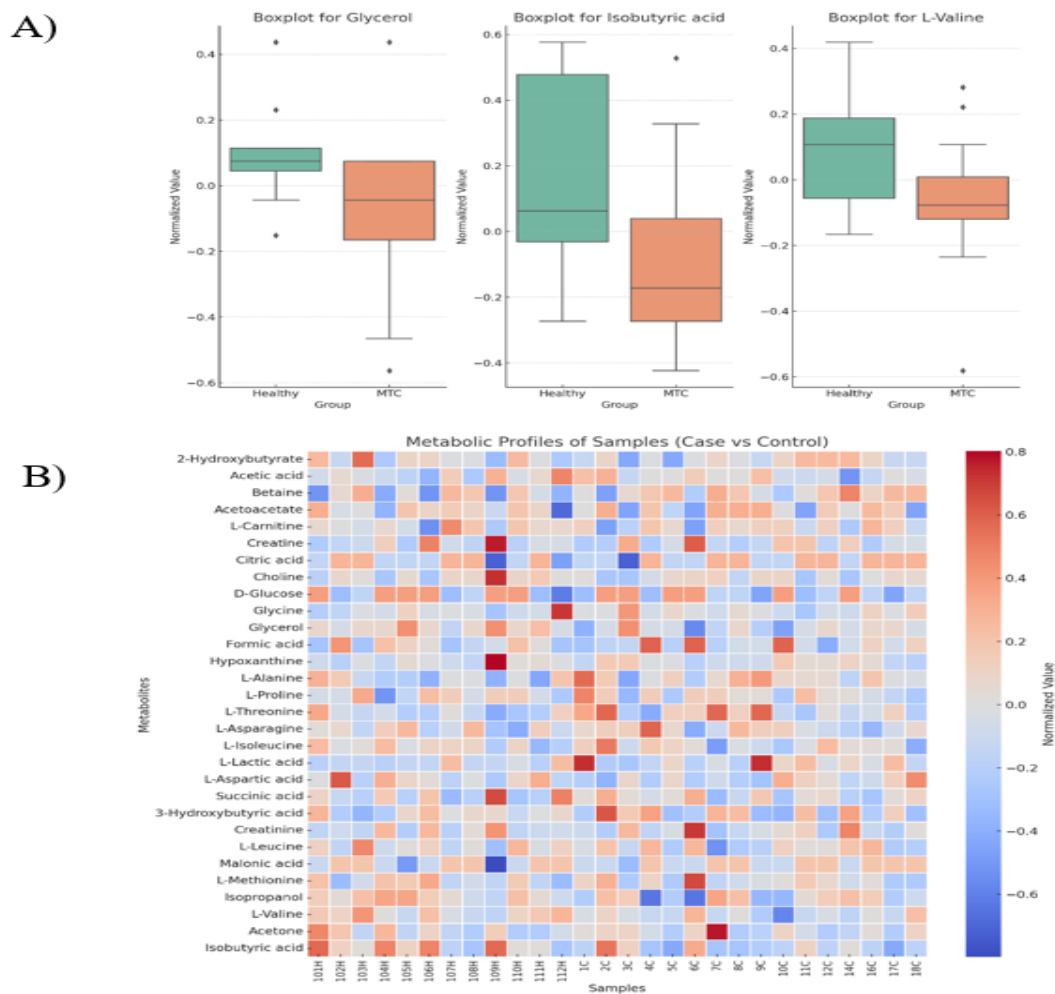 A)
Boxplot for Glycerol
Boxplot for Isobutyric acid
Boxplot for L-Valine
Normalized Value
0.4
0.2
0.0
−0.2
−0.4
−0.6
Healthy
MTC
Group
Normalized Value
0.6
0.4
0.2
0.0
−0.2
−0.4
Healthy
MTC
Group
Normalized Value
0.4
0.2
0.0
−0.2
−0.4
−0.6
Healthy
MTC
Group
B)
Metabolic Profiles of Samples (Case vs Control)
Metabolites
2-Hydroxybutyrate
Acetic acid
Betaine
Acetoacetate
L-Carnitine
Creatine
Citric acid
Choline
D-Glucose
Glycine
Glycerol
Formic acid
Hypoxanthine
L-Alanine
L-Proline
L-Threonine
L-Asparagine
L-Isoleucine
L-Lactic acid
L-Aspartic acid
Succinic acid
3-Hydroxybutyric acid
Creatinine
L-Leucine
Malonic acid
L-Methionine
Isopropanol
L-Valine
Acetone
Isobutyric acid
101H
102H
103H
104H
105H
106H
107H
108H
109H
110H
111H
112H
1C
2C
3C
4C
5C
6C
7C
8C
9C
10C
11C
12C
14C
16C
17C
18C
Samples
0.8
0.6
0.4
0.2
0.0
−0.2
−0.4
−0.6
Normalized Value